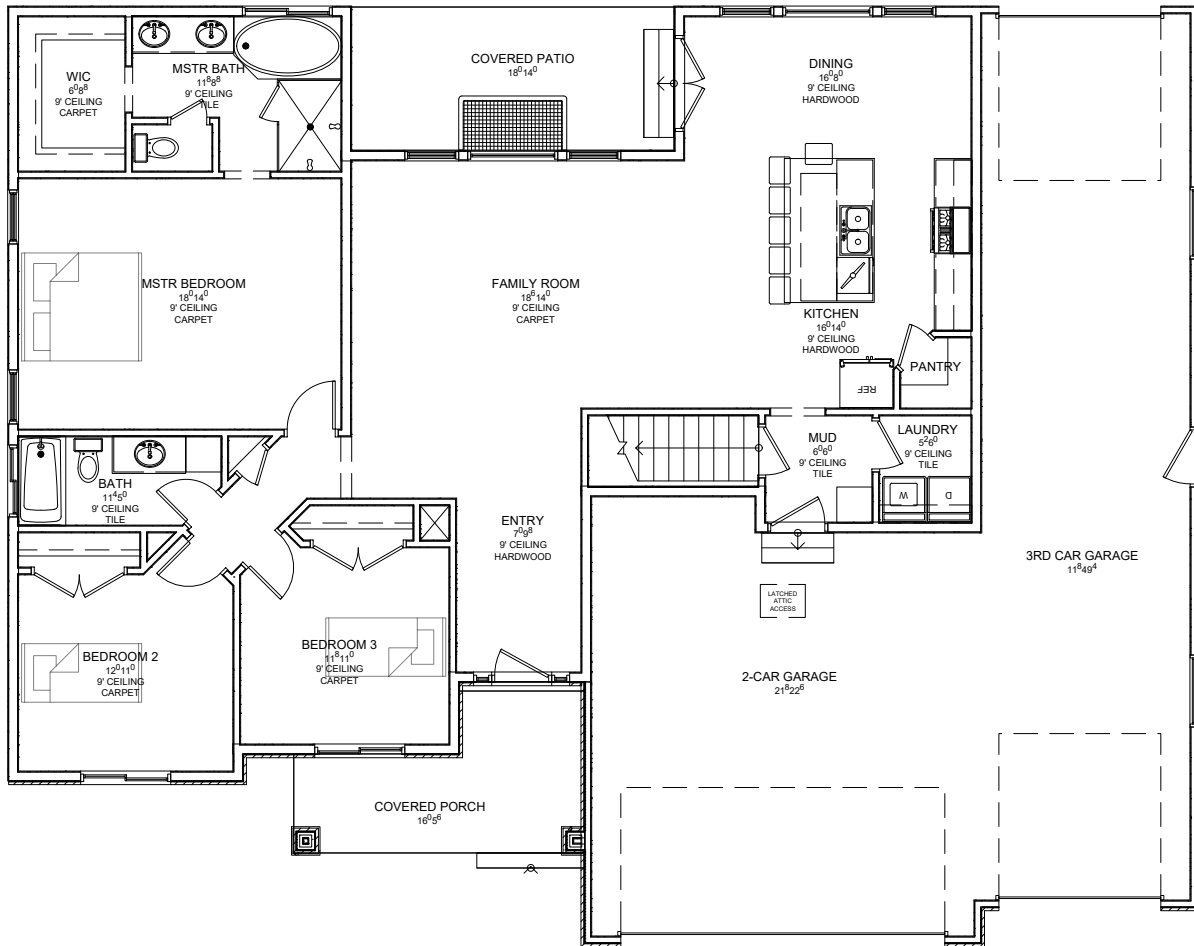 WIC
6⁰8⁸
9' CEILING
CARPET
MSTR BATH
11⁸8⁸
9' CEILING
TILE
COVERED PATIO
18⁰14⁰
DINING
16⁰8⁰
9' CEILING
HARDWOOD
MSTR BEDROOM
18⁰14⁰
9' CEILING
CARPET
FAMILY ROOM
18⁶14⁰
9' CEILING
CARPET
KITCHEN
16⁰14⁰
9' CEILING
HARDWOOD
PANTRY
REF
BATH
11⁴5⁰
9' CEILING
TILE
MUD
6⁰6⁰
9' CEILING
TILE
LAUNDRY
5²6⁰
9' CEILING
TILE
W
D
ENTRY
7⁰9⁸
9' CEILING
HARDWOOD
3RD CAR GARAGE
11⁸49⁴
LATCHED
ATTIC
ACCESS
BEDROOM 2
12⁰11⁰
9' CEILING
CARPET
BEDROOM 3
11⁸11⁰
9' CEILING
CARPET
2-CAR GARAGE
21⁸22⁶
COVERED PORCH
16⁰5⁶